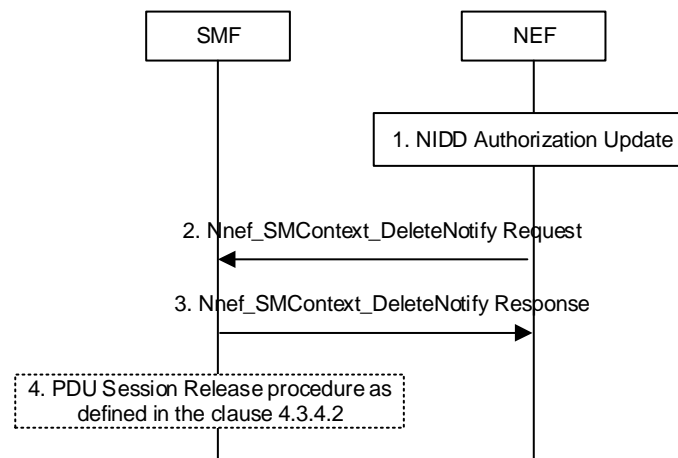 SMF
NEF
1. NIDD Authorization Update
2. Nnef_SMContext_DeleteNotify Request
3. Nnef_SMContext_DeleteNotify Response
4. PDU Session Release procedure as
defined in the clause 4.3.4.2